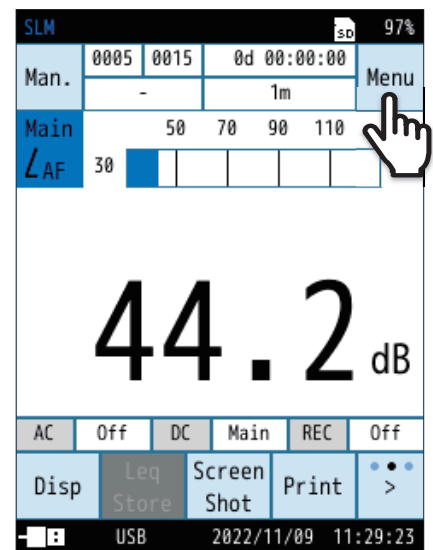 SLM SD 97%
Man. 0005 0015 0d 00:00:00 Menu
- 1m
Main 50 70 90 110
LAF 30
44.2 dB
AC Off DC Main REC Off
Disp Leq Store Screen Shot Print >
USB 2022/11/09 11:29:23